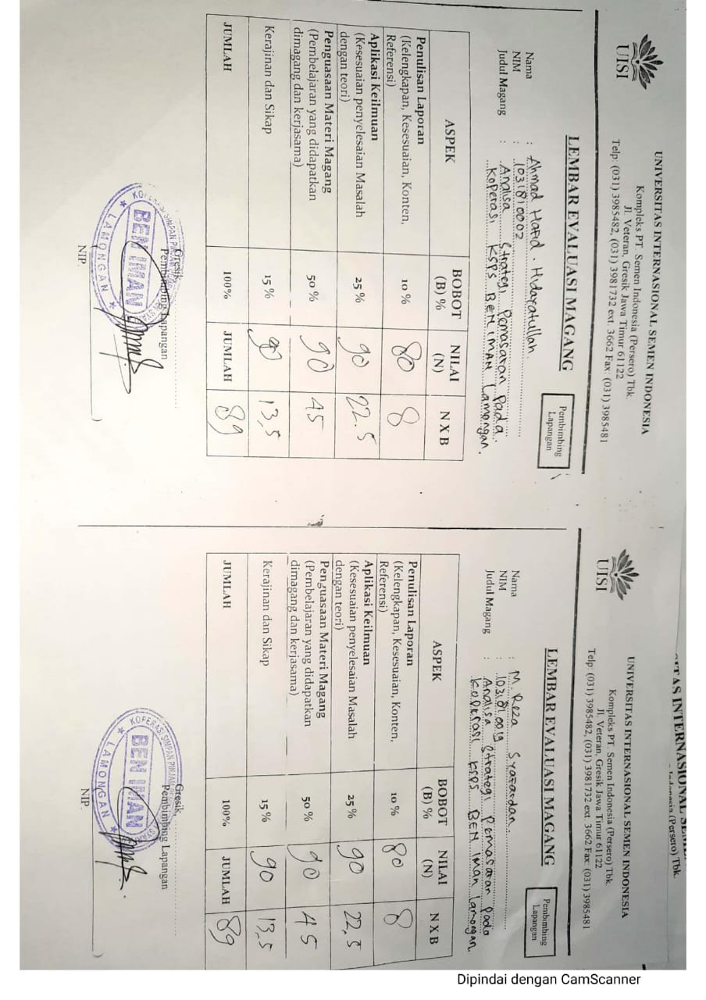 UISI
UNIVERSITAS INTERNASIONAL SEMEN INDONESIA
Kompleks PT. Semen Indonesia (Persero) Tbk.
Jl. Veteran, Gresik Jawa Timur 61122
Telp: (031) 3985482, (031) 3981732 ext. 3662 Fax: (031) 3985481
LEMBAR EVALUASI MAGANG
Pembimbing
Lapangan
Nama : Ahmad Hafid Hidayatullah
NIM : 1031810002
Judul Magang : Analisa Strategi Pemasaran Pada
Koperasi KSPS BEN IMAN Lamongan.
ASPEK BOBOT (B) % NILAI (N) N X B
Penulisan Laporan
(Kelengkapan, Kesesuaian, Konten,
Referensi) 10 % 80 8
Aplikasi Keilmuan
(Kesesuaian penyelesaian Masalah
dengan teori) 25 % 90 22.5
Penguasaan Materi Magang
(Pembelajaran yang didapatkan
dimagang dan kerjasama) 50 % 90 45
Kerajinan dan Sikap 15 % 90 13,5
JUMLAH 100% JUMLAH 89
Gresik,
Pembimbing Lapangan
KOPERASI SIMPAN PINJAM
BEN IMAN
LAMONGAN
NIP.
UISI
UNIVERSITAS INTERNASIONAL SEMEN INDONESIA
Kompleks PT. Semen Indonesia (Persero) Tbk.
Jl. Veteran, Gresik Jawa Timur 61122
Telp: (031) 3985482, (031) 3981732 ext. 3662 Fax: (031) 3985481
LEMBAR EVALUASI MAGANG
Pembimbing
Lapangan
Nama : M. Reza Syafardan.
NIM : 1031810019
Judul Magang : Analisa Strategi Pemasaran Pada
Koperasi KSPS BEN Iman Lamongan.
ASPEK BOBOT (B) % NILAI (N) N X B
Penulisan Laporan
(Kelengkapan, Kesesuaian, Konten,
Referensi) 10 % 80 8
Aplikasi Keilmuan
(Kesesuaian penyelesaian Masalah
dengan teori) 25 % 90 22,5
Penguasaan Materi Magang
(Pembelajaran yang didapatkan
dimagang dan kerjasama) 50 % 90 45
Kerajinan dan Sikap 15 % 90 13,5
JUMLAH 100% JUMLAH 89
Gresik,
Pembimbing Lapangan
KOPERASI SIMPAN PINJAM
BEN IMAN
LAMONGAN
NIP.
INTERNASIONAL
Indonesia (Persero) Tbk.
Dipindai dengan CamScanner